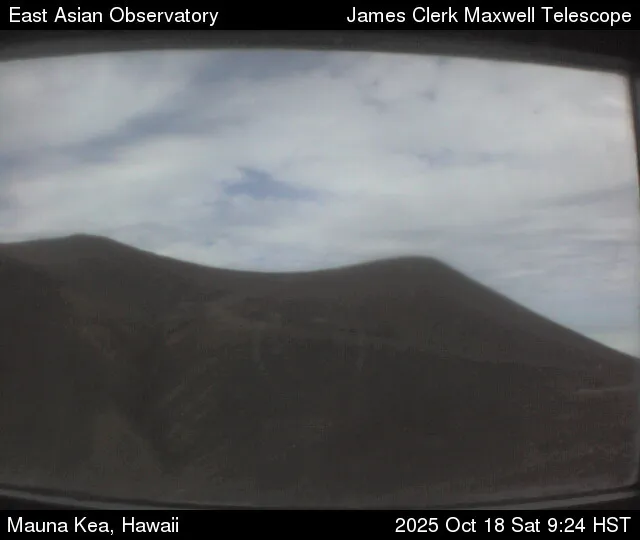 East Asian Observatory
James Clerk Maxwell Telescope
Mauna Kea, Hawaii
2025 Oct 18 Sat 9:24 HST